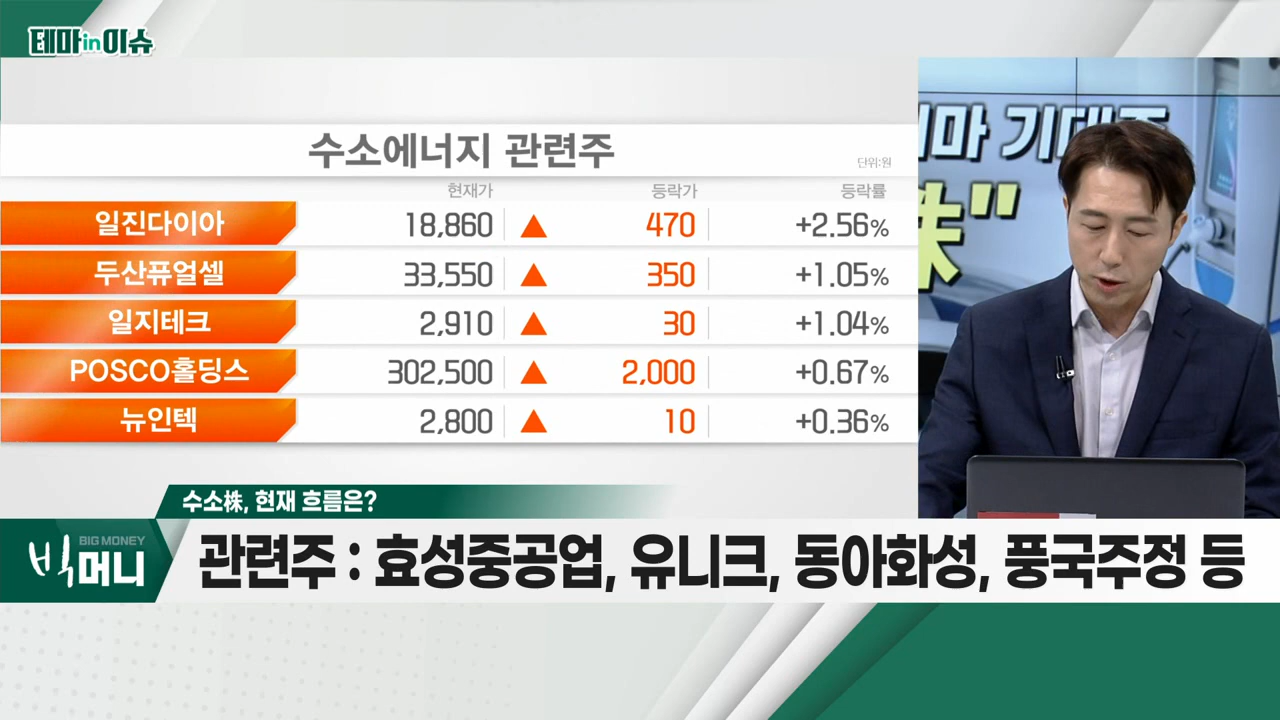 테마in이슈
마 기대주
株"
수소에너지 관련주
단위:원
현재가 등락가 등락률
일진다이아 18,860 ▲ 470 +2.56%
두산퓨얼셀 33,550 ▲ 350 +1.05%
일지테크 2,910 ▲ 30 +1.04%
POSCO홀딩스 302,500 ▲ 2,000 +0.67%
뉴인텍 2,800 ▲ 10 +0.36%
수소株, 현재 흐름은?
BIG MONEY
빅머니
관련주 : 효성중공업, 유니크, 동아화성, 풍국주정 등